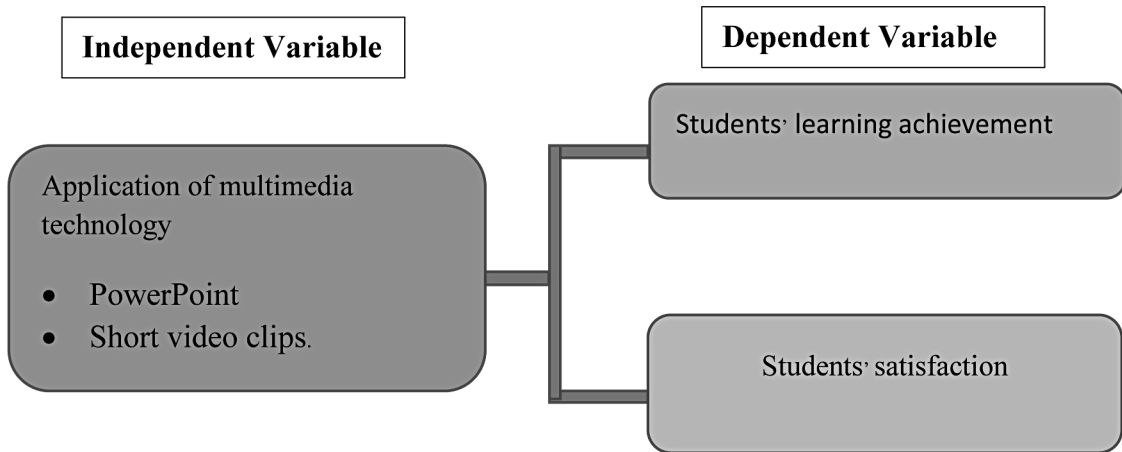 Independent Variable
Dependent Variable
Students' learning achievement
Application of multimedia
technology
• PowerPoint
• Short video clips.
Students' satisfaction